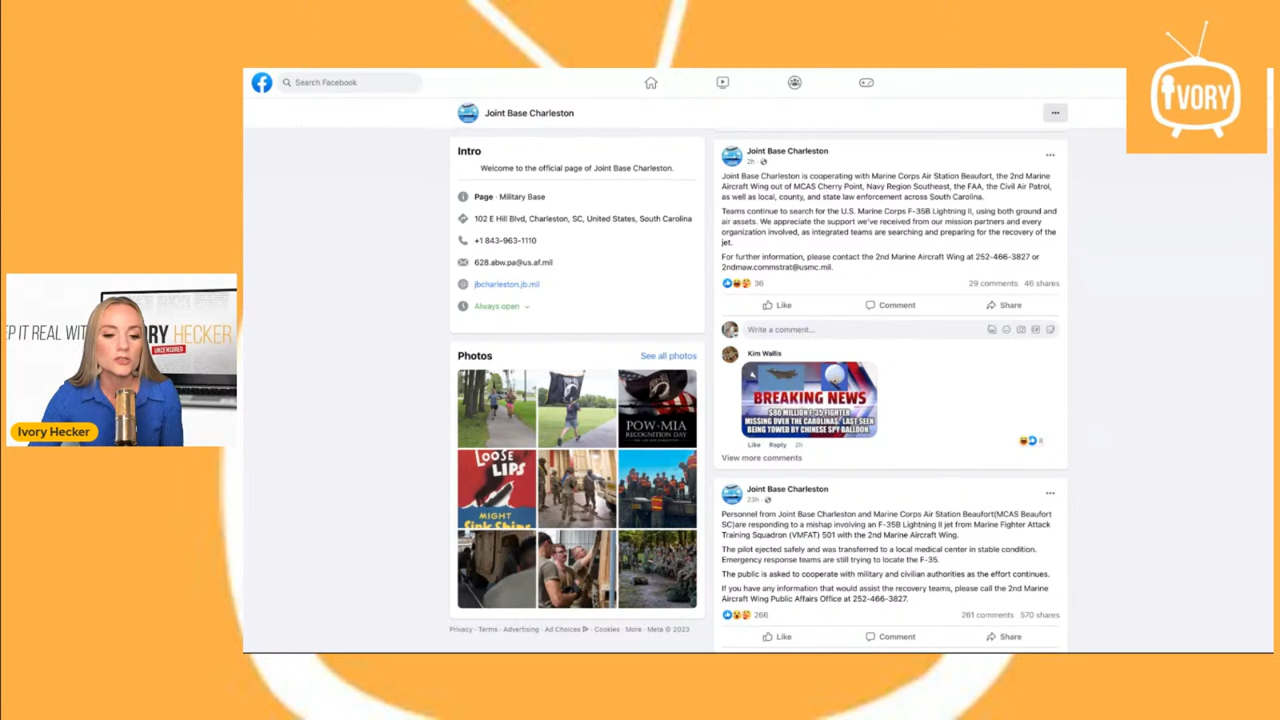 Search Facebook
IVORY
Joint Base Charleston
Intro
Welcome to the official page of Joint Base Charleston.
Page · Military Base
102 E Hill Blvd, Charleston, SC, United States, South Carolina
+1 843-963-1110
628.abw.pa@us.af.mil
jbcharleston.jb.mil
Always open
Photos
See all photos
POW★MIA
RECOGNITION DAY
LOOSE
LIPS
MIGHT
Sink Ships
Privacy · Terms · Advertising · Ad Choices · Cookies · More · Meta © 2023
Joint Base Charleston
2h
Joint Base Charleston is cooperating with Marine Corps Air Station Beaufort, the 2nd Marine
Aircraft Wing out of MCAS Cherry Point, Navy Region Southeast, the FAA, the Civil Air Patrol,
as well as local, county, and state law enforcement across South Carolina.
Teams continue to search for the U.S. Marine Corps F-35B Lightning II, using both ground and
air assets. We appreciate the support we've received from our mission partners and every
organization involved, as integrated teams are searching and preparing for the recovery of the
jet.
For further information, please contact the 2nd Marine Aircraft Wing at 252-466-3827 or
2ndmaw.commstrat@usmc.mil.
36
29 comments 46 shares
Like Comment Share
Write a comment...
Kim Wallis
BREAKING NEWS
$80 MILLION F-35 FIGHTER
MISSING OVER THE CAROLINAS, LAST SEEN
BEING TOWED BY CHINESE SPY BALLOON
Like Reply 2h
8
View more comments
Joint Base Charleston
23h
Personnel from Joint Base Charleston and Marine Corps Air Station Beaufort(MCAS Beaufort
SC)are responding to a mishap involving an F-35B Lightning II jet from Marine Fighter Attack
Training Squadron (VMFAT) 501 with the 2nd Marine Aircraft Wing.
The pilot ejected safely and was transferred to a local medical center in stable condition.
Emergency response teams are still trying to locate the F-35.
The public is asked to cooperate with military and civilian authorities as the effort continues.
If you have any information that would assist the recovery teams, please call the 2nd Marine
Aircraft Wing Public Affairs Office at 252-466-3827.
266
261 comments 570 shares
Like Comment Share
EP IT REAL WIT
RY HECKER
UNCENSORED
Ivory Hecker